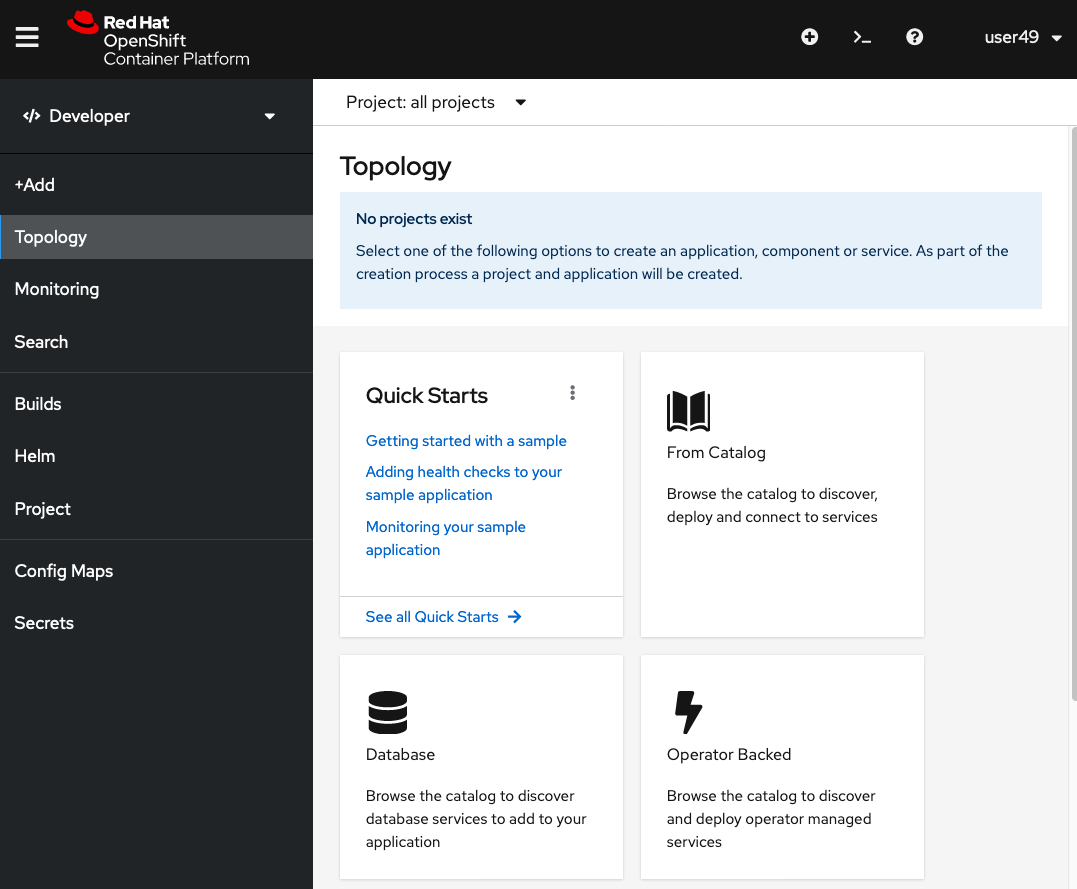 Red Hat
OpenShift
Container Platform
user49
Developer
+Add
Topology
Monitoring
Search
Builds
Helm
Project
Config Maps
Secrets
Project: all projects
Topology
No projects exist
Select one of the following options to create an application, component or service. As part of the
creation process a project and application will be created.
Quick Starts
Getting started with a sample
Adding health checks to your
sample application
Monitoring your sample
application
See all Quick Starts
From Catalog
Browse the catalog to discover,
deploy and connect to services
Database
Browse the catalog to discover
database services to add to your
application
Operator Backed
Browse the catalog to discover
and deploy operator managed
services